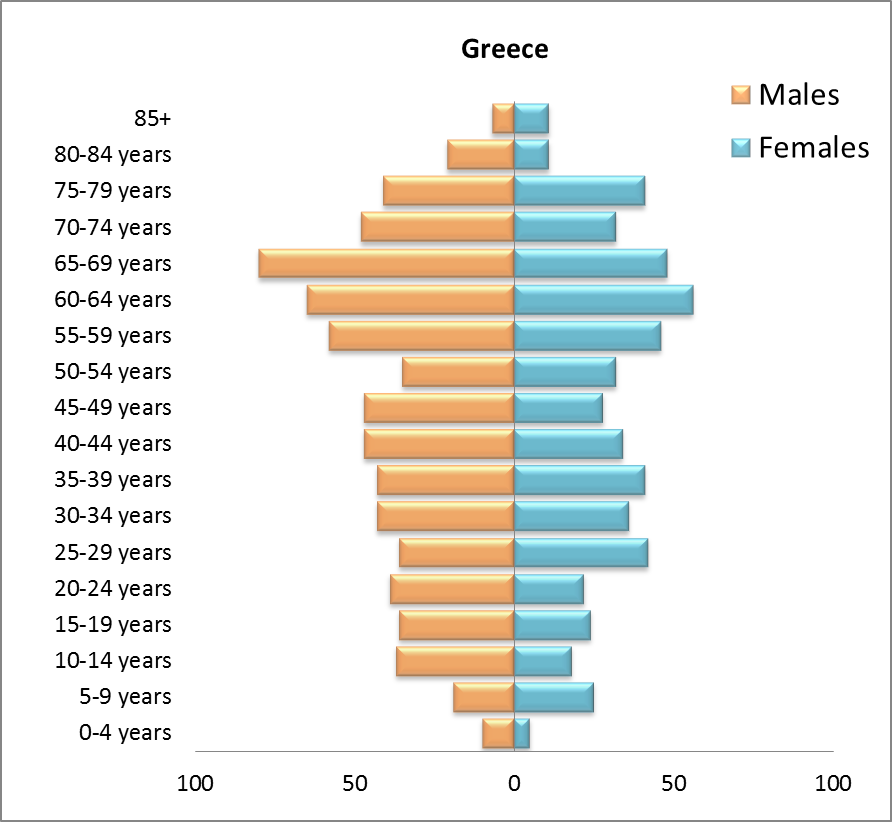 Greece
Males
Females
85+
80-84 years
75-79 years
70-74 years
65-69 years
60-64 years
55-59 years
50-54 years
45-49 years
40-44 years
35-39 years
30-34 years
25-29 years
20-24 years
15-19 years
10-14 years
5-9 years
0-4 years
100 50 0 50 100